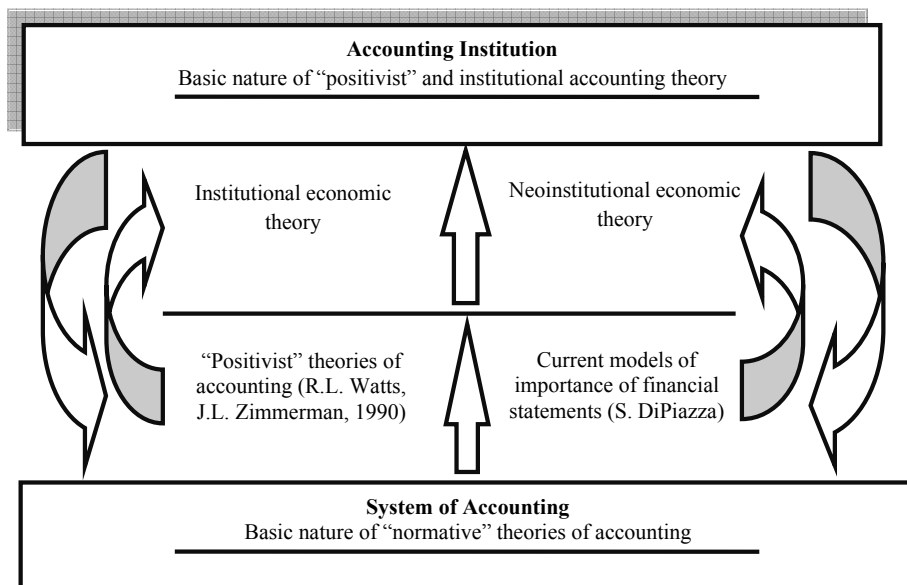 Accounting Institution
Basic nature of “positivist” and institutional accounting theory
Institutional economic
theory
Neoinstitutional economic
theory
“Positivist” theories of
accounting (R.L. Watts,
J.L. Zimmerman, 1990)
Current models of
importance of financial
statements (S. DiPiazza)
System of Accounting
Basic nature of “normative” theories of accounting